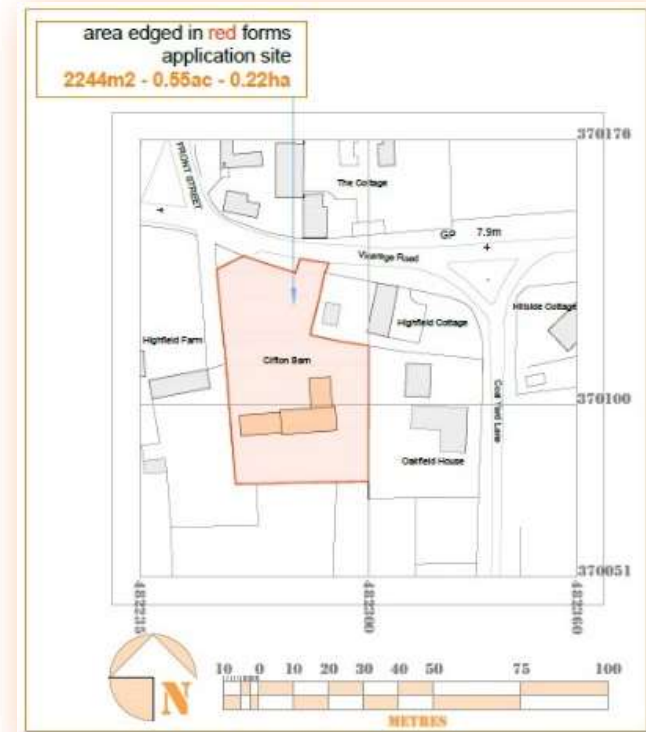 area edged in red forms
application site
2244m2 - 0.55ac - 0.22ha
370176
FRONT STREET
The Cottage
GP
7.9m
Vicarage Road
Highfield Farm
Highfield Cottage
Hillside Cottage
Clifton Barn
370100
Coal Yard Lane
Oakfield House
370051
482235
482300
482360
N
10 0 10 20 30 40 50 75 100
METRES